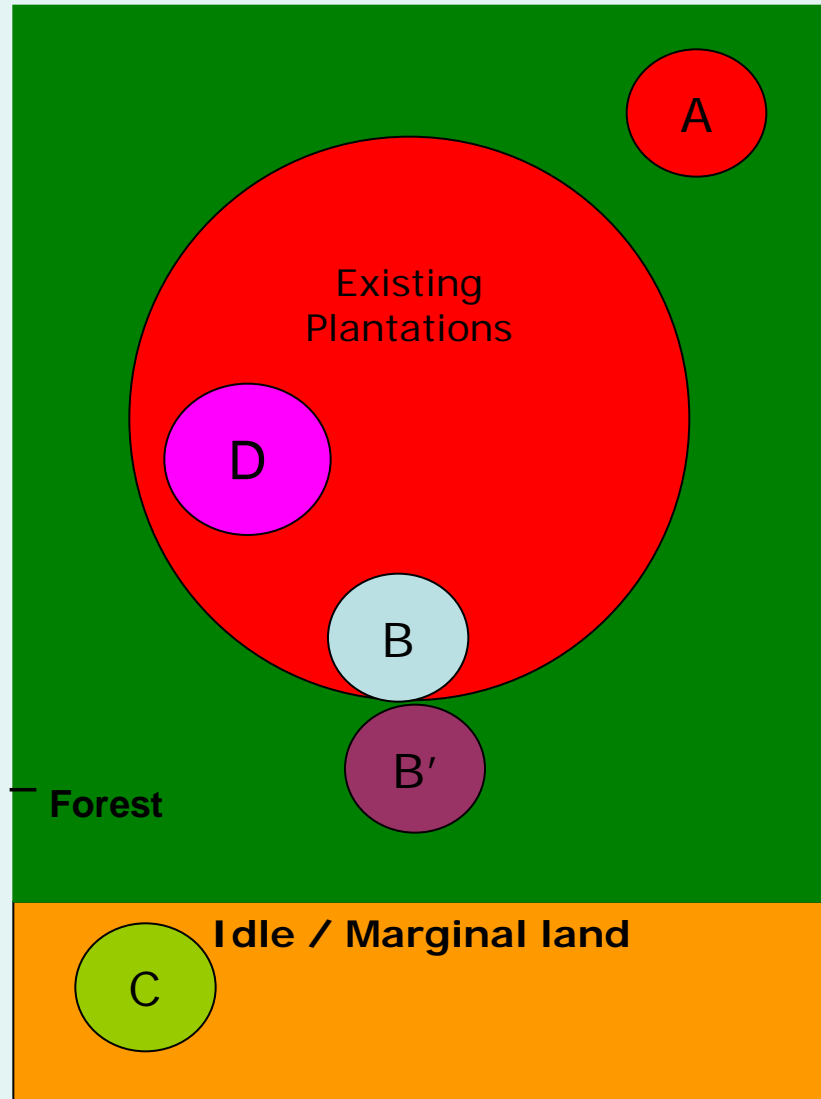 A
Existing
Plantations
D
B
B′
– Forest
Idle / Marginal land
C